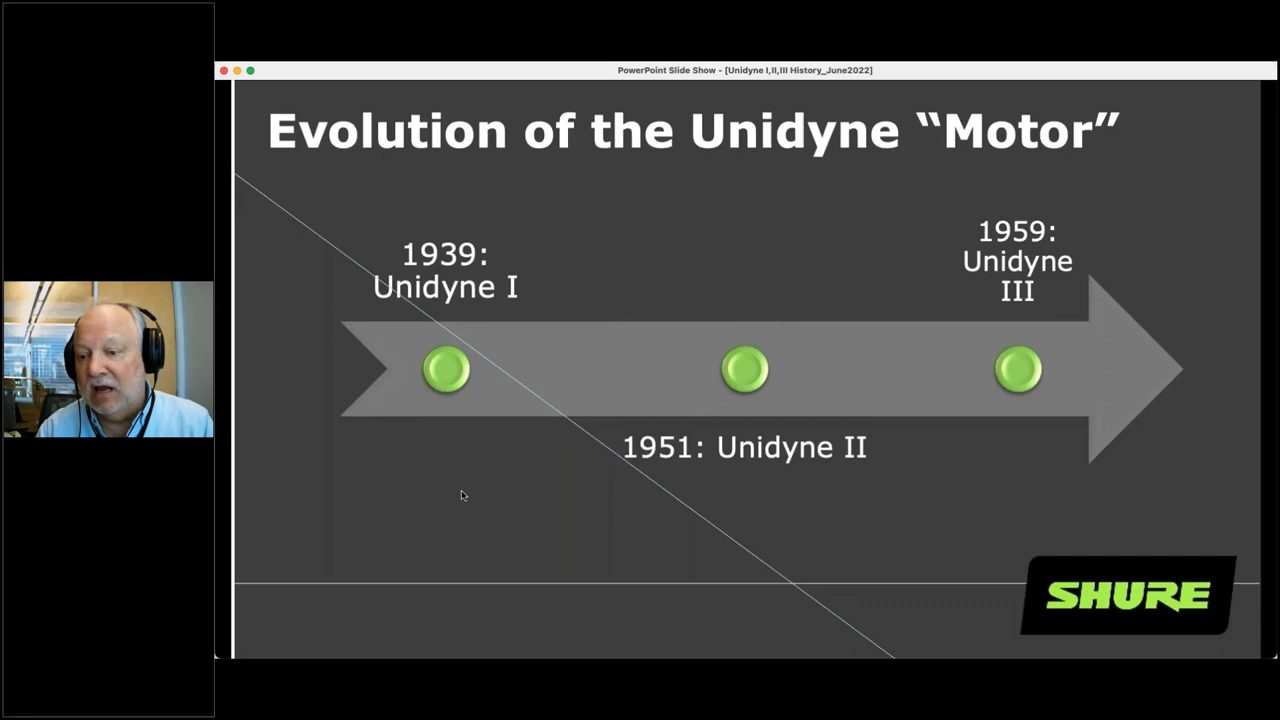 PowerPoint Slide Show - [Unidyne I,II,III History_June2022]
Evolution of the Unidyne “Motor”
1939:
Unidyne I
1959:
Unidyne
III
1951: Unidyne II
SHURE